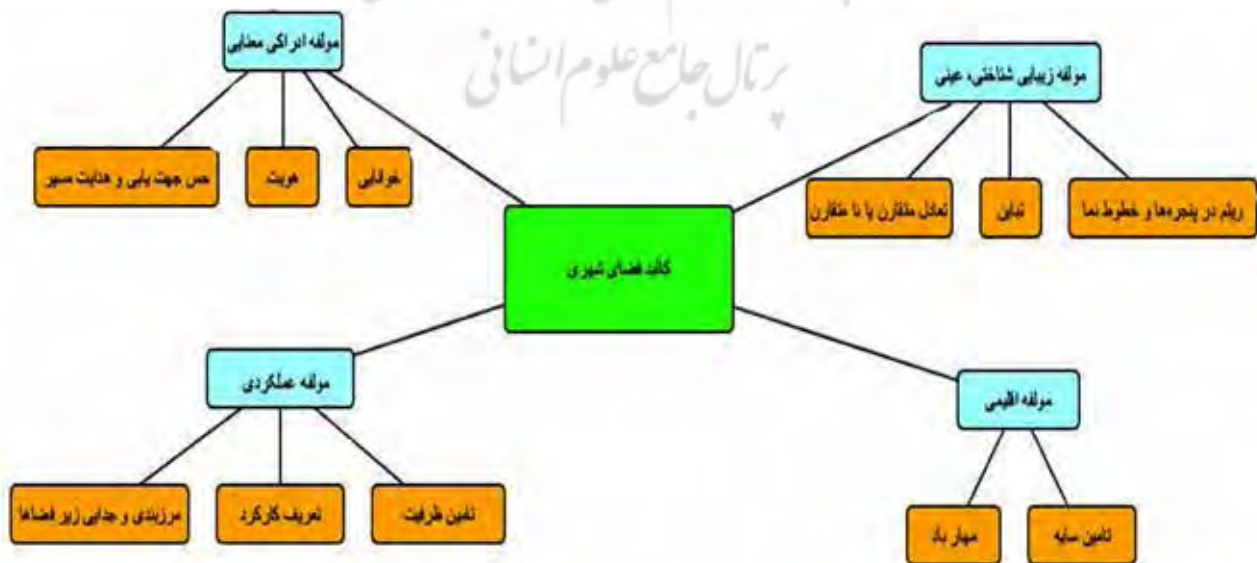 پرتال جامع علوم انسانی
مولفه ادراکی معنایی
مولفه زیبایی شناختی، عینی
خوانایی
هویت
حس جهت یابی و هدایت مسیر
ریتم در پنجره‌ها و خطوط نما
تباین
تعادل متقارن یا نا متقارن
کالبد فضای شهری
مولفه عملکردی
مولفه اقلیمی
تامین ظرفیت
تعریف کارکرد
مرزبندی و جدایی زیر فضاها
تامین سایه
مهار باد